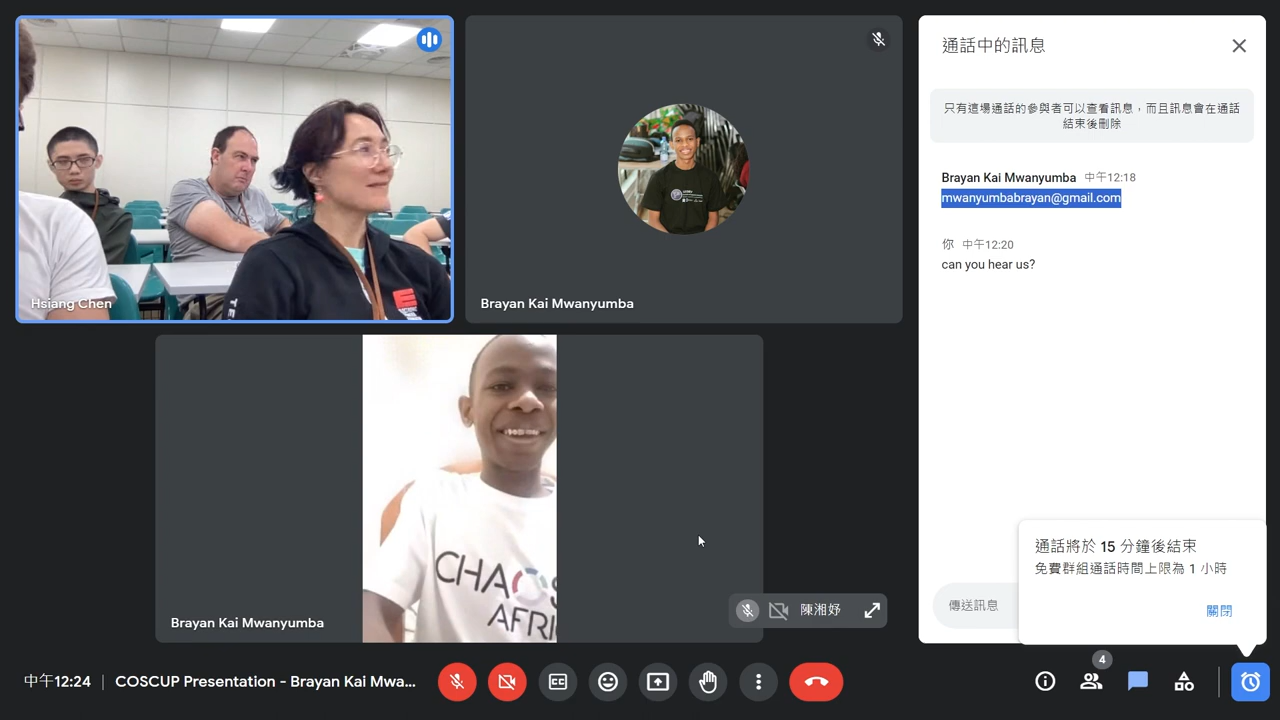 Hsiang Chen
Brayan Kai Mwanyumba
CHAOS
AFRI
Brayan Kai Mwanyumba
陳湘妤
通話中的訊息
只有這場通話的參與者可以查看訊息，而且訊息會在通話
結束後刪除
Brayan Kai Mwanyumba 中午12:18
mwanyumbabrayan@gmail.com
你 中午12:20
can you hear us?
傳送訊息
通話將於 15 分鐘後結束
免費群組通話時間上限為 1 小時
關閉
中午12:24 | COSCUP Presentation - Brayan Kai Mwa...
CC
4